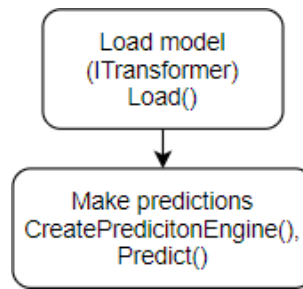 Load model
(ITransformer)
Load()
Make predictions
CreatePredicitonEngine(),
Predict()